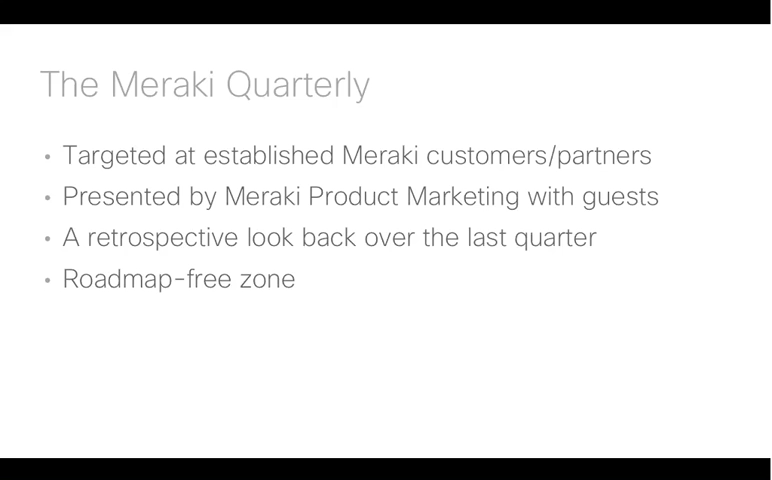 The Meraki Quarterly
• Targeted at established Meraki customers/partners
• Presented by Meraki Product Marketing with guests
• A retrospective look back over the last quarter
• Roadmap-free zone